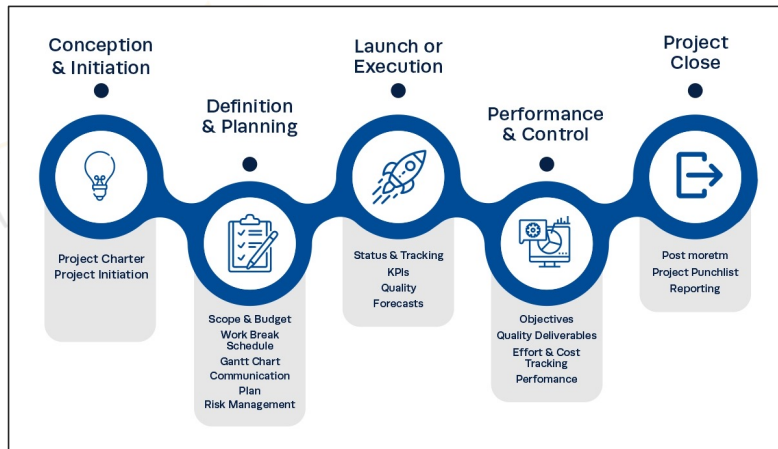 Conception
& Initiation
Project Charter
Project Initiation
Definition
& Planning
Scope & Budget
Work Break
Schedule
Gantt Chart
Communication
Plan
Risk Management
Launch or
Execution
Status & Tracking
KPIs
Quality
Forecasts
Performance
& Control
Objectives
Quality Deliverables
Effort & Cost
Tracking
Perfomance
Project
Close
Post moretm
Project Punchlist
Reporting